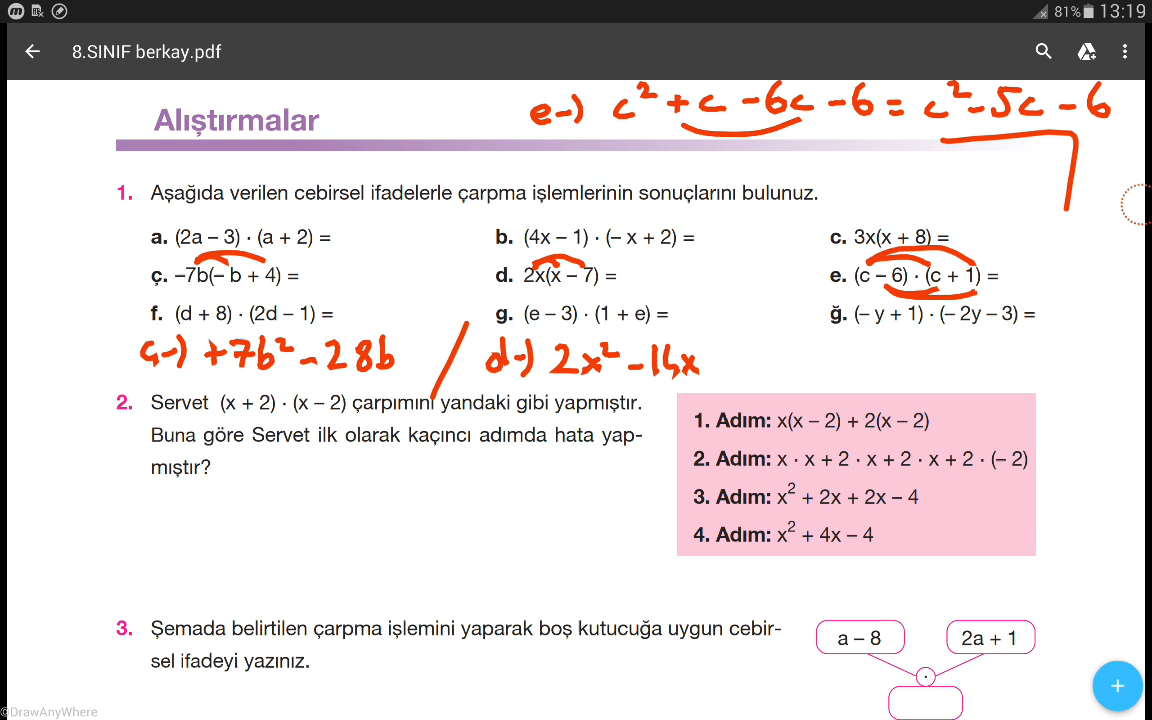 81% 13:19
8.SINIF berkay.pdf
e-) c² + c - 6c - 6 = c² - 5c - 6
Alıştırmalar
1. Aşağıda verilen cebirsel ifadelerle çarpma işlemlerinin sonuçlarını bulunuz.
a. (2a – 3) · (a + 2) = b. (4x – 1) · (– x + 2) = c. 3x(x + 8) =
ç. –7b(– b + 4) = d. 2x(x – 7) = e. (c – 6) · (c + 1) =
f. (d + 8) · (2d – 1) = g. (e – 3) · (1 + e) = ğ. (– y + 1) · (– 2y – 3) =
ç-) +7b² - 28b / d-) 2x² - 14x
2. Servet (x + 2) · (x – 2) çarpımını yandaki gibi yapmıştır.
Buna göre Servet ilk olarak kaçıncı adımda hata yap-
mıştır?
1. Adım: x(x – 2) + 2(x – 2)
2. Adım: x · x + 2 · x + 2 · x + 2 · (– 2)
3. Adım: x² + 2x + 2x – 4
4. Adım: x² + 4x – 4
3. Şemada belirtilen çarpma işlemini yaparak boş kutucuğa uygun cebir-
sel ifadeyi yazınız.
a – 8 2a + 1
·
+
©DrawAnyWhere